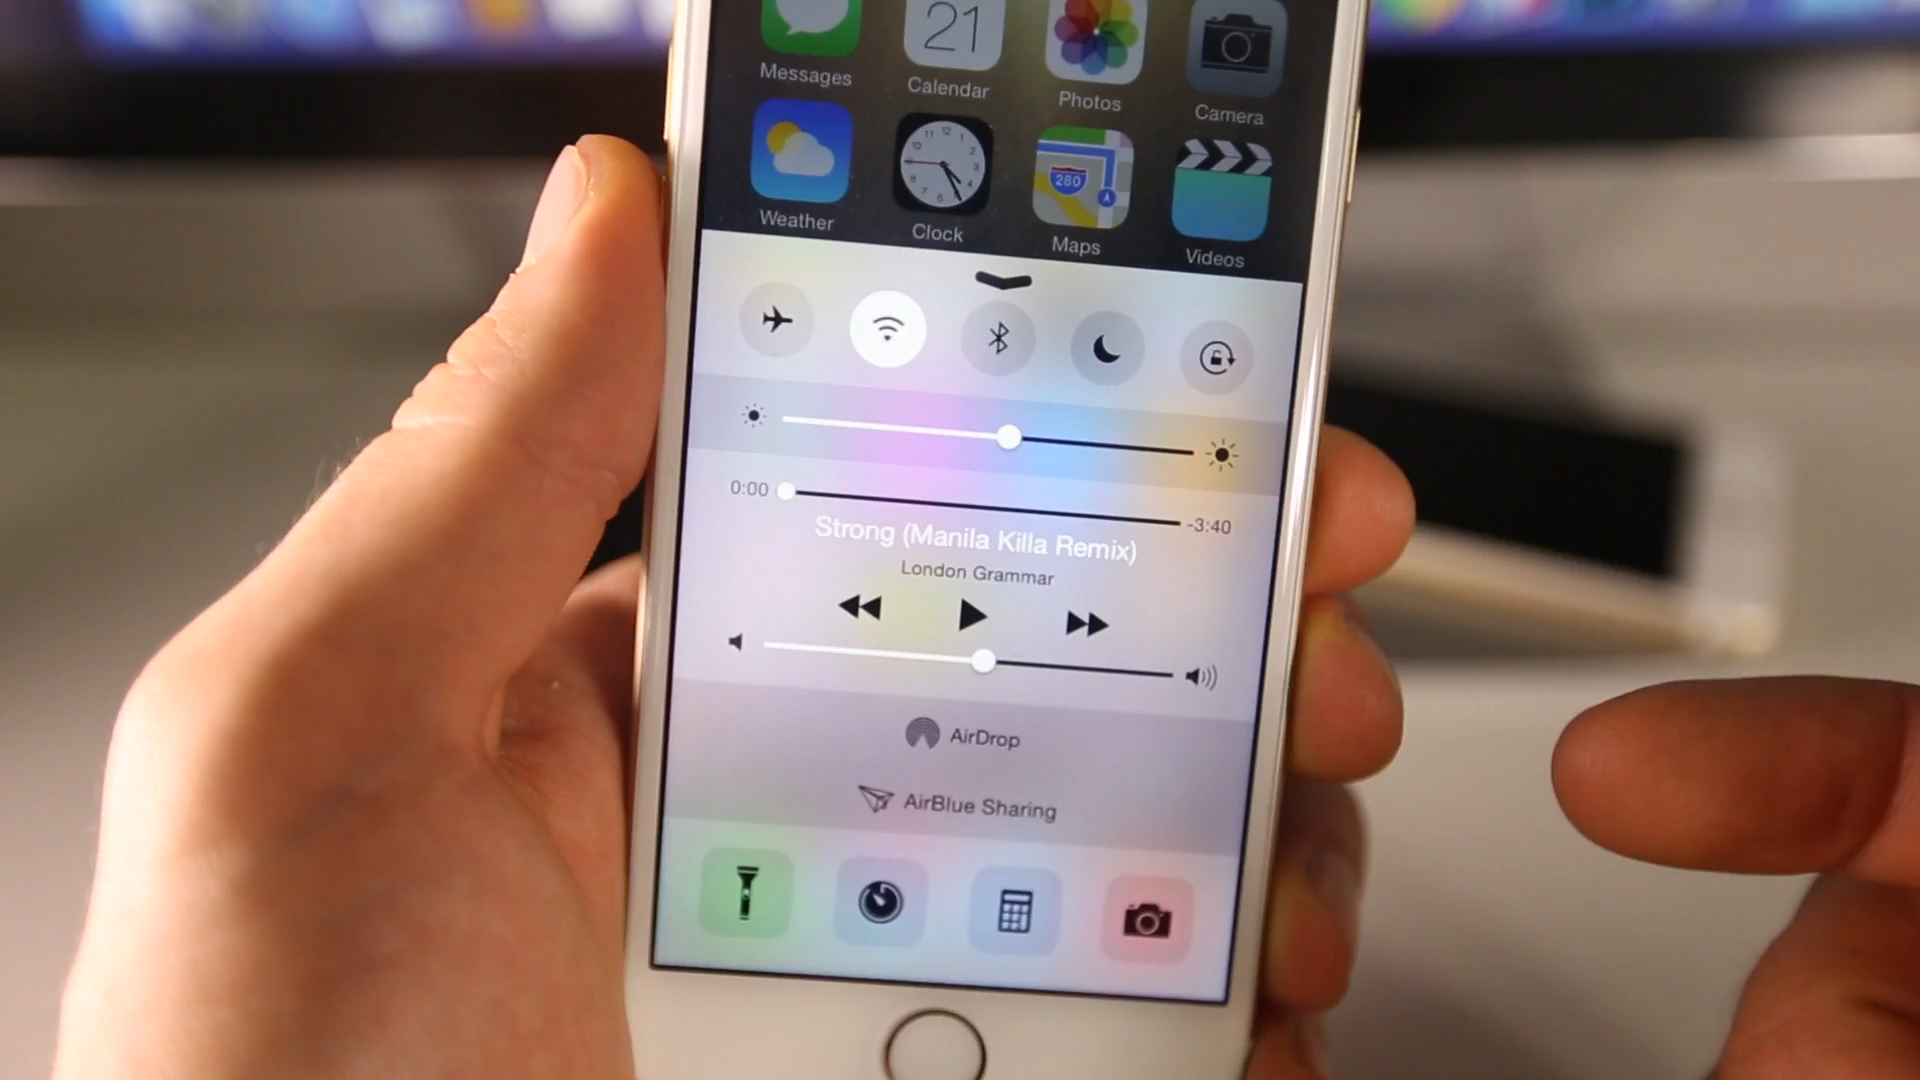 21
Messages
Calendar
Photos
Camera
280
Weather
Clock
Maps
Videos
0:00
-3:40
Strong (Manila Killa Remix)
London Grammar
AirDrop
AirBlue Sharing